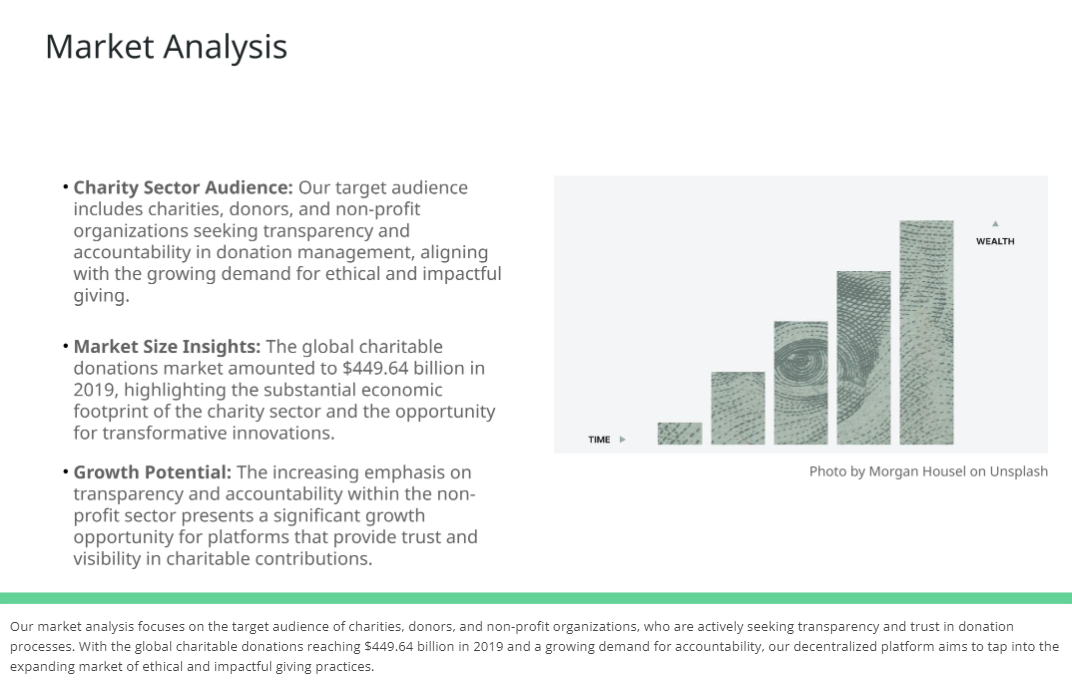 Market Analysis
• Charity Sector Audience: Our target audience
includes charities, donors, and non-profit
organizations seeking transparency and
accountability in donation management, aligning
with the growing demand for ethical and impactful
giving.
• Market Size Insights: The global charitable
donations market amounted to $449.64 billion in
2019, highlighting the substantial economic
footprint of the charity sector and the opportunity
for transformative innovations.
• Growth Potential: The increasing emphasis on
transparency and accountability within the non-
profit sector presents a significant growth
opportunity for platforms that provide trust and
visibility in charitable contributions.
WEALTH
TIME
Photo by Morgan Housel on Unsplash
Our market analysis focuses on the target audience of charities, donors, and non-profit organizations, who are actively seeking transparency and trust in donation
processes. With the global charitable donations reaching $449.64 billion in 2019 and a growing demand for accountability, our decentralized platform aims to tap into the
expanding market of ethical and impactful giving practices.